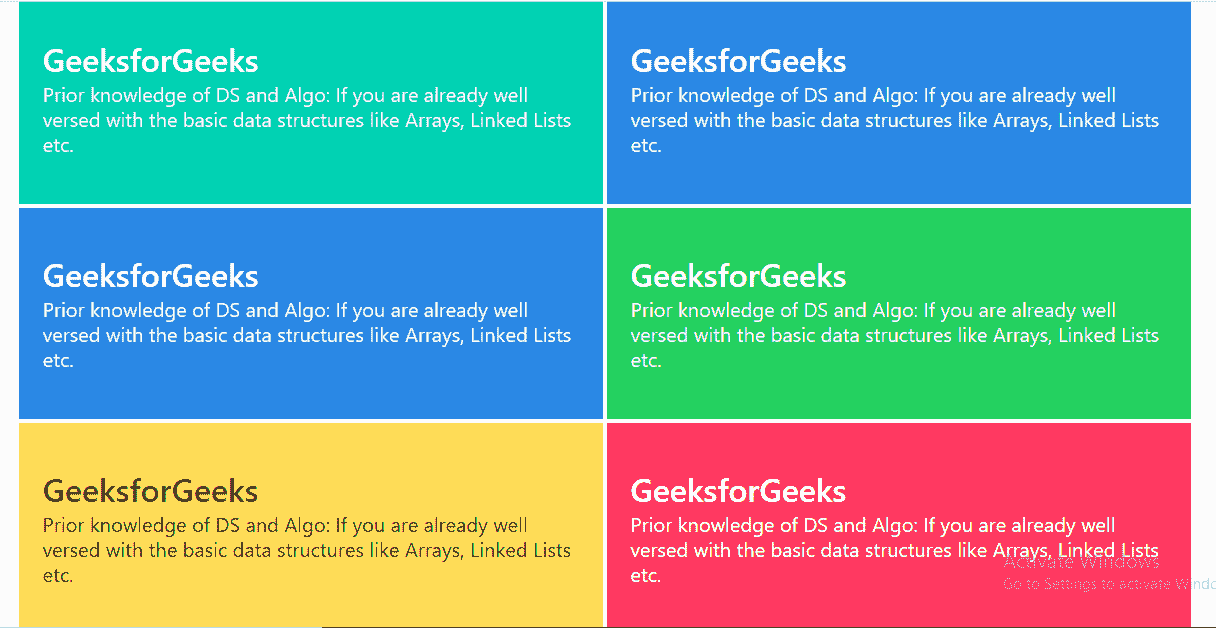 GeeksforGeeks
Prior knowledge of DS and Algo: If you are already well
versed with the basic data structures like Arrays, Linked Lists
etc.
GeeksforGeeks
Prior knowledge of DS and Algo: If you are already well
versed with the basic data structures like Arrays, Linked Lists
etc.
GeeksforGeeks
Prior knowledge of DS and Algo: If you are already well
versed with the basic data structures like Arrays, Linked Lists
etc.
GeeksforGeeks
Prior knowledge of DS and Algo: If you are already well
versed with the basic data structures like Arrays, Linked Lists
etc.
GeeksforGeeks
Prior knowledge of DS and Algo: If you are already well
versed with the basic data structures like Arrays, Linked Lists
etc.
GeeksforGeeks
Prior knowledge of DS and Algo: If you are already well
versed with the basic data structures like Arrays, Linked Lists
etc.
Activate Windows
Go to Settings to activate Windo